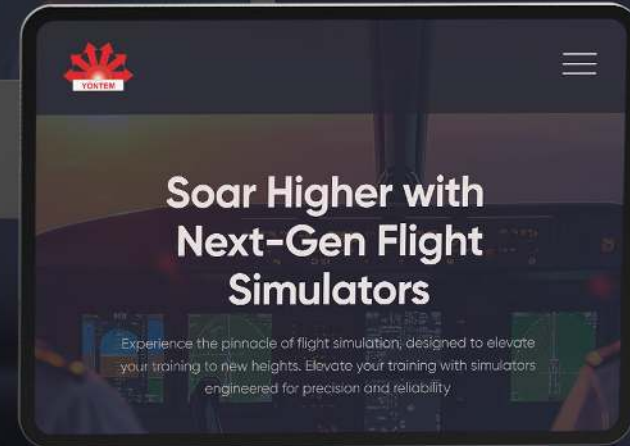 YONTEM
Soar Higher with
Next-Gen Flight
Simulators
Experience the pinnacle of flight simulation, designed to elevate
your training to new heights. Elevate your training with simulators
engineered for precision and reliability